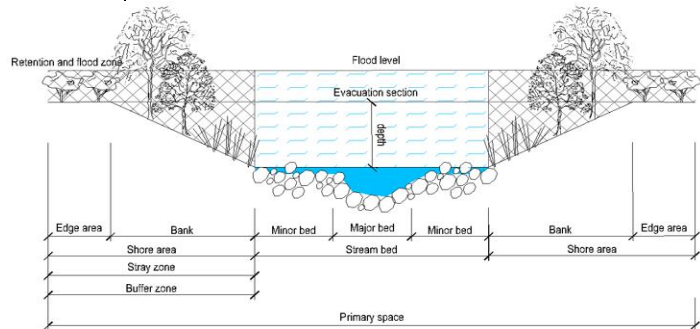 Flood level
Retention and flood zone
Evacuation section
depth
Edge area
Bank
Minor bed
Major bed
Minor bed
Bank
Edge area
Shore area
Stream bed
Shore area
Stray zone
Buffer zone
Primary space